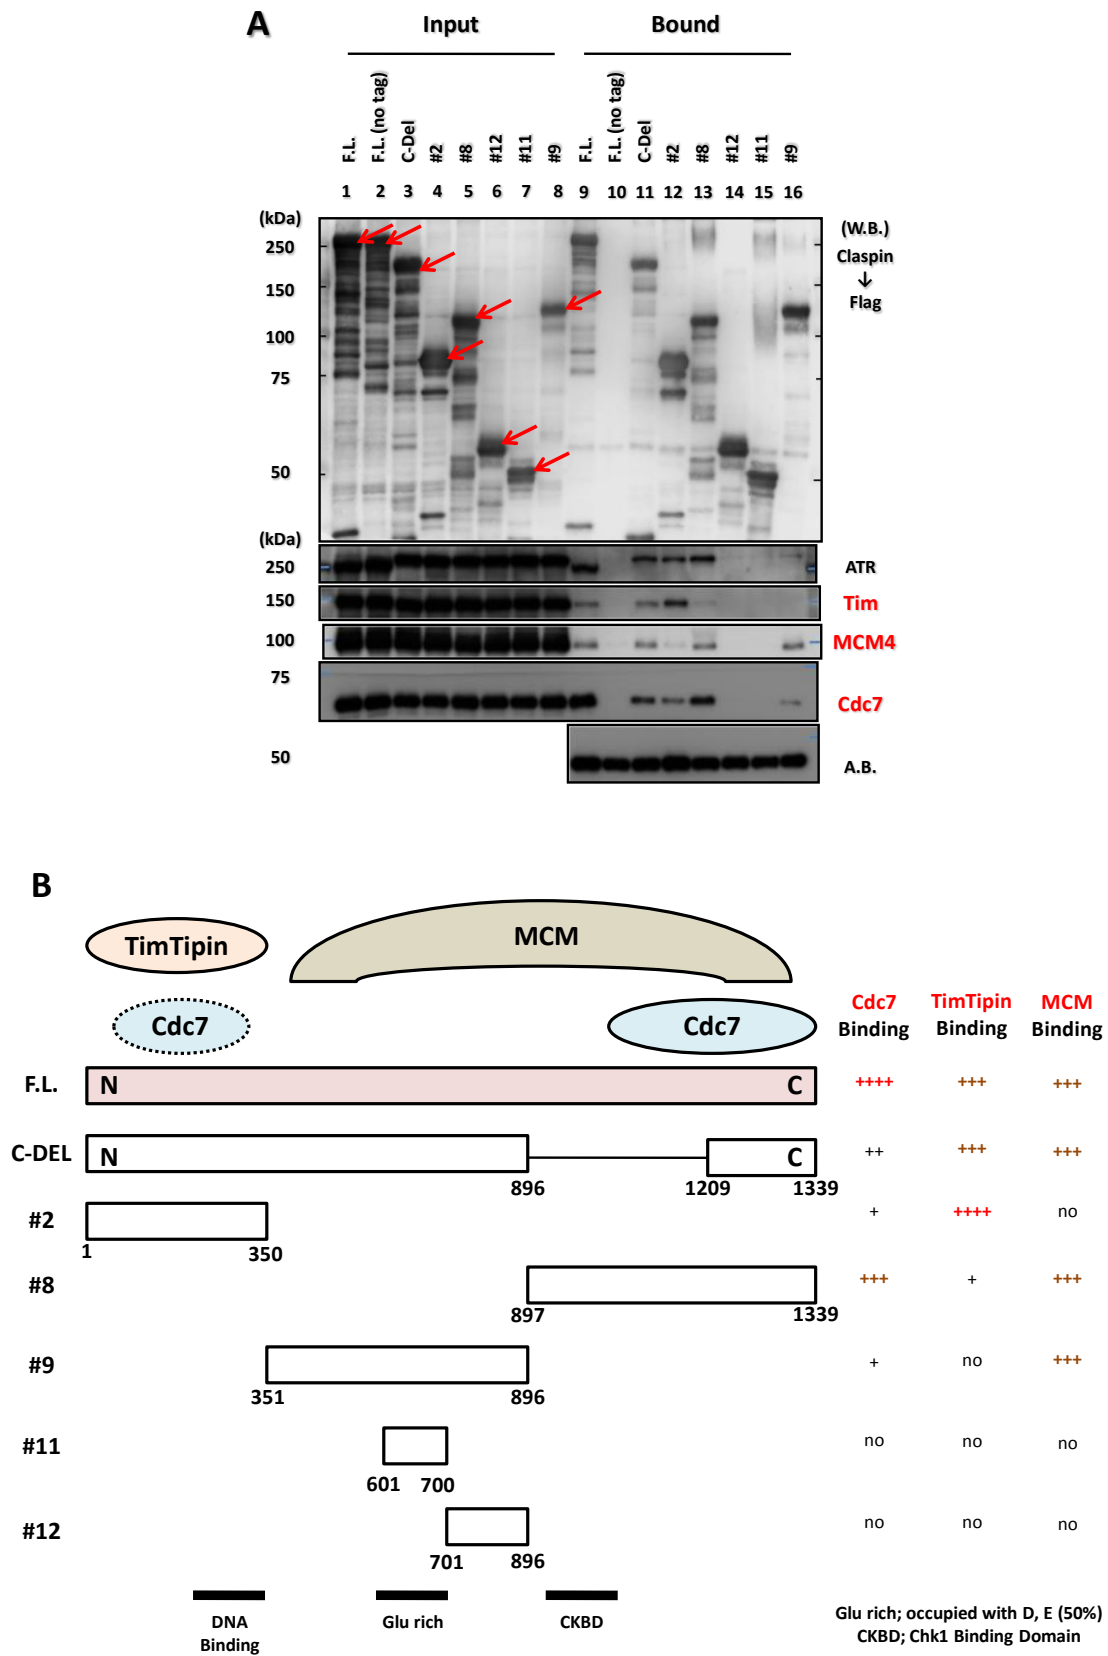 A
Input
Bound
F.L.
F.L. (no tag)
C-Del
#2
#8
#12
#11
#9
F.L.
F.L. (no tag)
C-Del
#2
#8
#12
#11
#9
1 2 3 4 5 6 7 8 9 10 11 12 13 14 15 16
(kDa)
250
150
100
75
50
(W.B.)
Claspin
↓
Flag
(kDa)
250
ATR
150
Tim
100
MCM4
75
Cdc7
50
A.B.
B
TimTipin
MCM
Cdc7
Cdc7
Cdc7 Binding
TimTipin Binding
MCM Binding
F.L. N C ++++ +++ +++
C-DEL N C ++ +++ +++
896 1209 1339
#2 + ++++ no
1 350
#8 +++ + +++
897 1339
#9 + no +++
351 896
#11 no no no
601 700
#12 no no no
701 896
DNA Binding
Glu rich
CKBD
Glu rich; occupied with D, E (50%)
CKBD; Chk1 Binding Domain